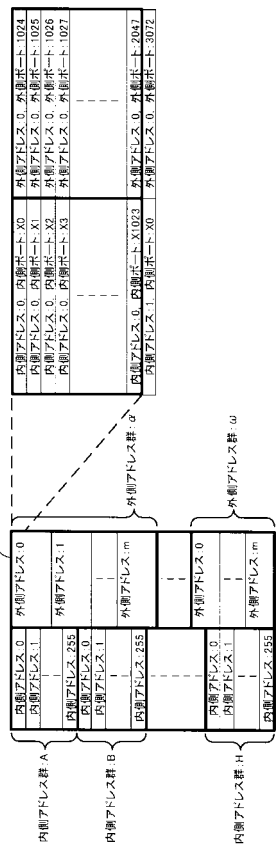 内側アドレス群:A
内側アドレス群:B
内側アドレス群:H
内側アドレス:0
内側アドレス:1
内側アドレス:255
内側アドレス:0
内側アドレス:1
内側アドレス:255
内側アドレス:0
内側アドレス:1
内側アドレス:255
外側アドレス:0
外側アドレス:1
外側アドレス:m
外側アドレス:0
外側アドレス:m
外側アドレス群:α
外側アドレス群:ω
内側アドレス:0, 内側ポート:X0 外側アドレス:0, 外側ポート:1024
内側アドレス:0, 内側ポート:X1 外側アドレス:0, 外側ポート:1025
内側アドレス:0, 内側ポート:X2 外側アドレス:0, 外側ポート:1026
内側アドレス:0, 内側ポート:X3 外側アドレス:0, 外側ポート:1027
内側アドレス:0, 内側ポート:X1023 外側アドレス:0, 外側ポート:2047
内側アドレス:1, 内側ポート:X0 外側アドレス:0, 外側ポート:3072